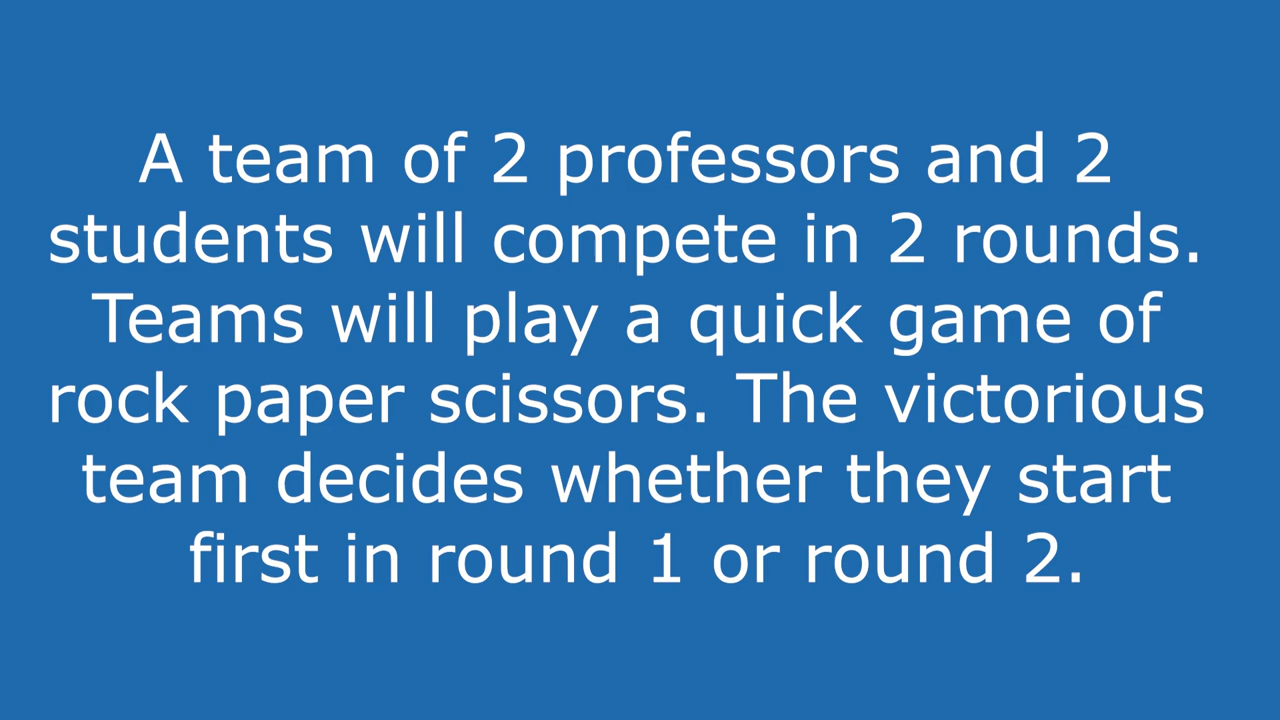 A team of 2 professors and 2
students will compete in 2 rounds.
Teams will play a quick game of
rock paper scissors. The victorious
team decides whether they start
first in round 1 or round 2.